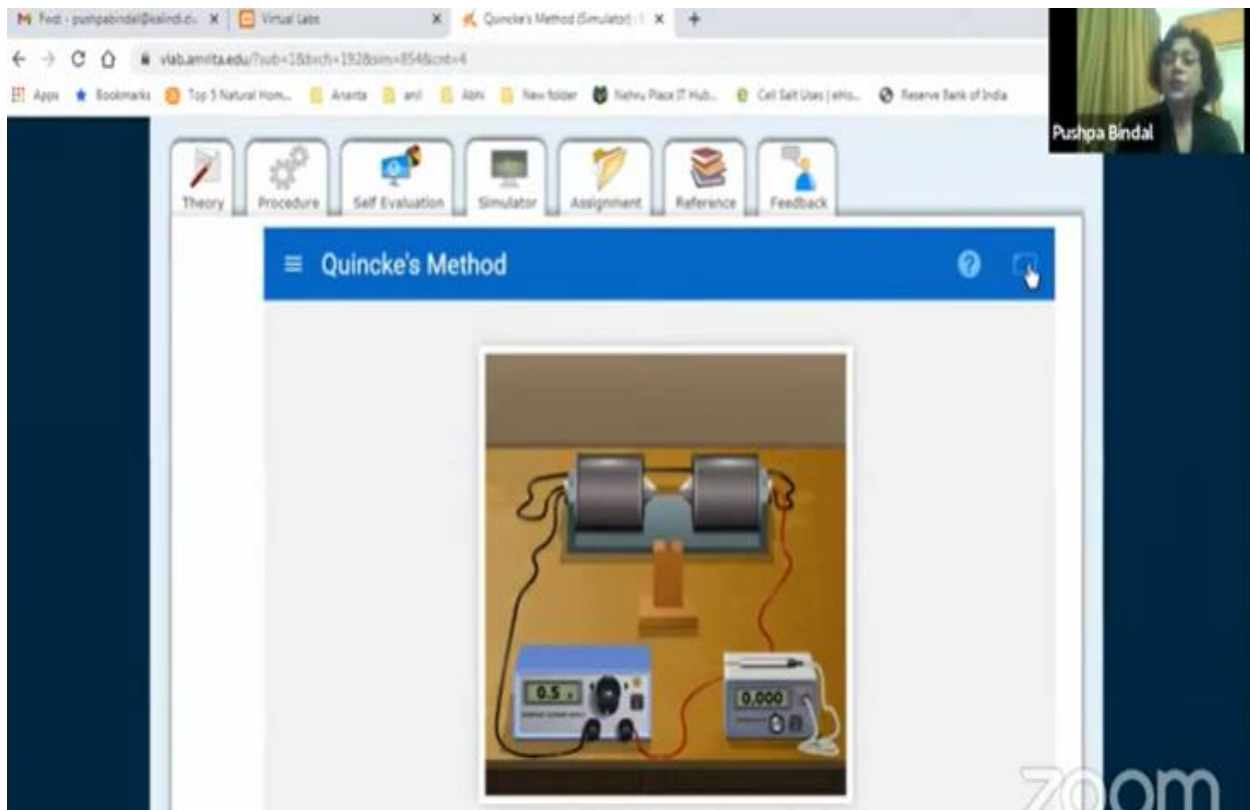 Virtual Labs
Quincke's Method (Simulator) :
vlab.amrita.edu/?sub=1&brch=192&sim=854&cnt=4
Apps Bookmarks Top 5 Natural Hom... Ananta anil Abhi New folder Nehru Place IT Hub... Cell Salt Uses | eHo... Reserve Bank of India
Pushpa Bindal
Theory Procedure Self Evaluation Simulator Assignment Reference Feedback
Quincke's Method
0.5
0.000
zoom